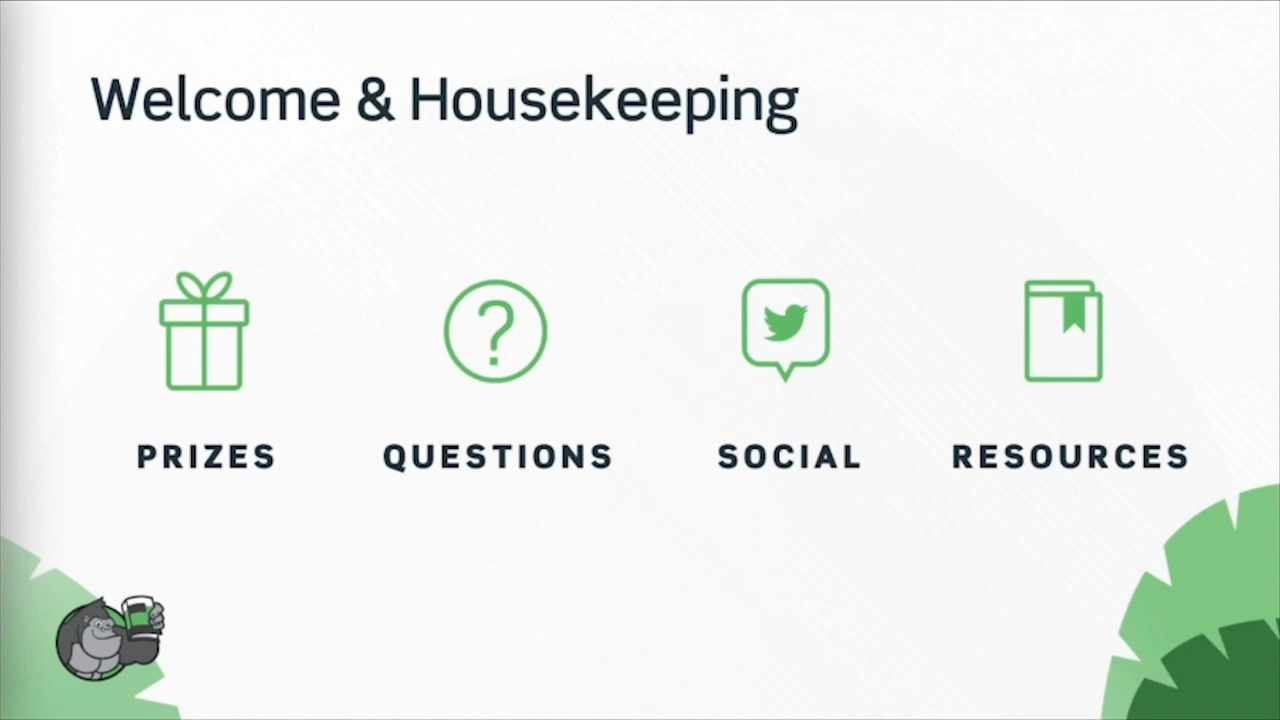 Welcome & Housekeeping
PRIZES
QUESTIONS
SOCIAL
RESOURCES